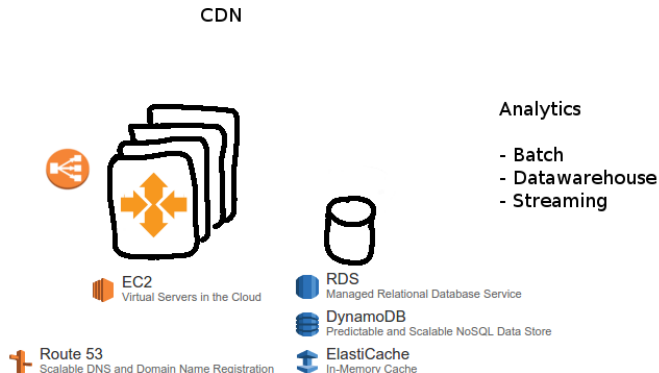 CDN
Analytics
- Batch
- Datawarehouse
- Streaming
EC2
Virtual Servers in the Cloud
RDS
Managed Relational Database Service
DynamoDB
Predictable and Scalable NoSQL Data Store
Route 53
Scalable DNS and Domain Name Registration
ElastiCache
In-Memory Cache